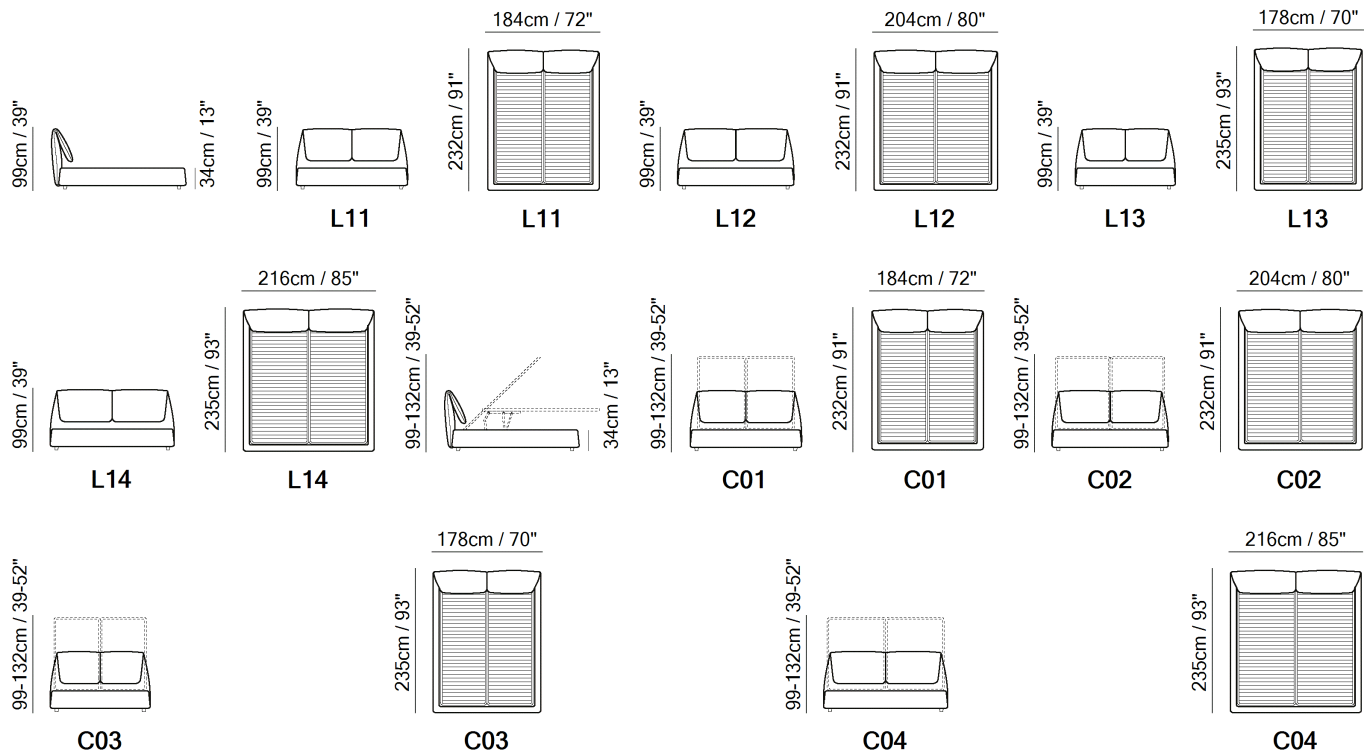 184cm / 72"
204cm / 80"
178cm / 70"
99cm / 39"
34cm / 13"
99cm / 39"
232cm / 91"
99cm / 39"
232cm / 91"
99cm / 39"
235cm / 93"
L11
L11
L12
L12
L13
L13
216cm / 85"
184cm / 72"
204cm / 80"
99cm / 39"
235cm / 93"
99-132cm / 39-52"
34cm / 13"
99-132cm / 39-52"
232cm / 91"
99-132cm / 39-52"
232cm / 91"
L14
L14
C01
C01
C02
C02
178cm / 70"
216cm / 85"
99-132cm / 39-52"
235cm / 93"
99-132cm / 39-52"
235cm / 93"
C03
C03
C04
C04